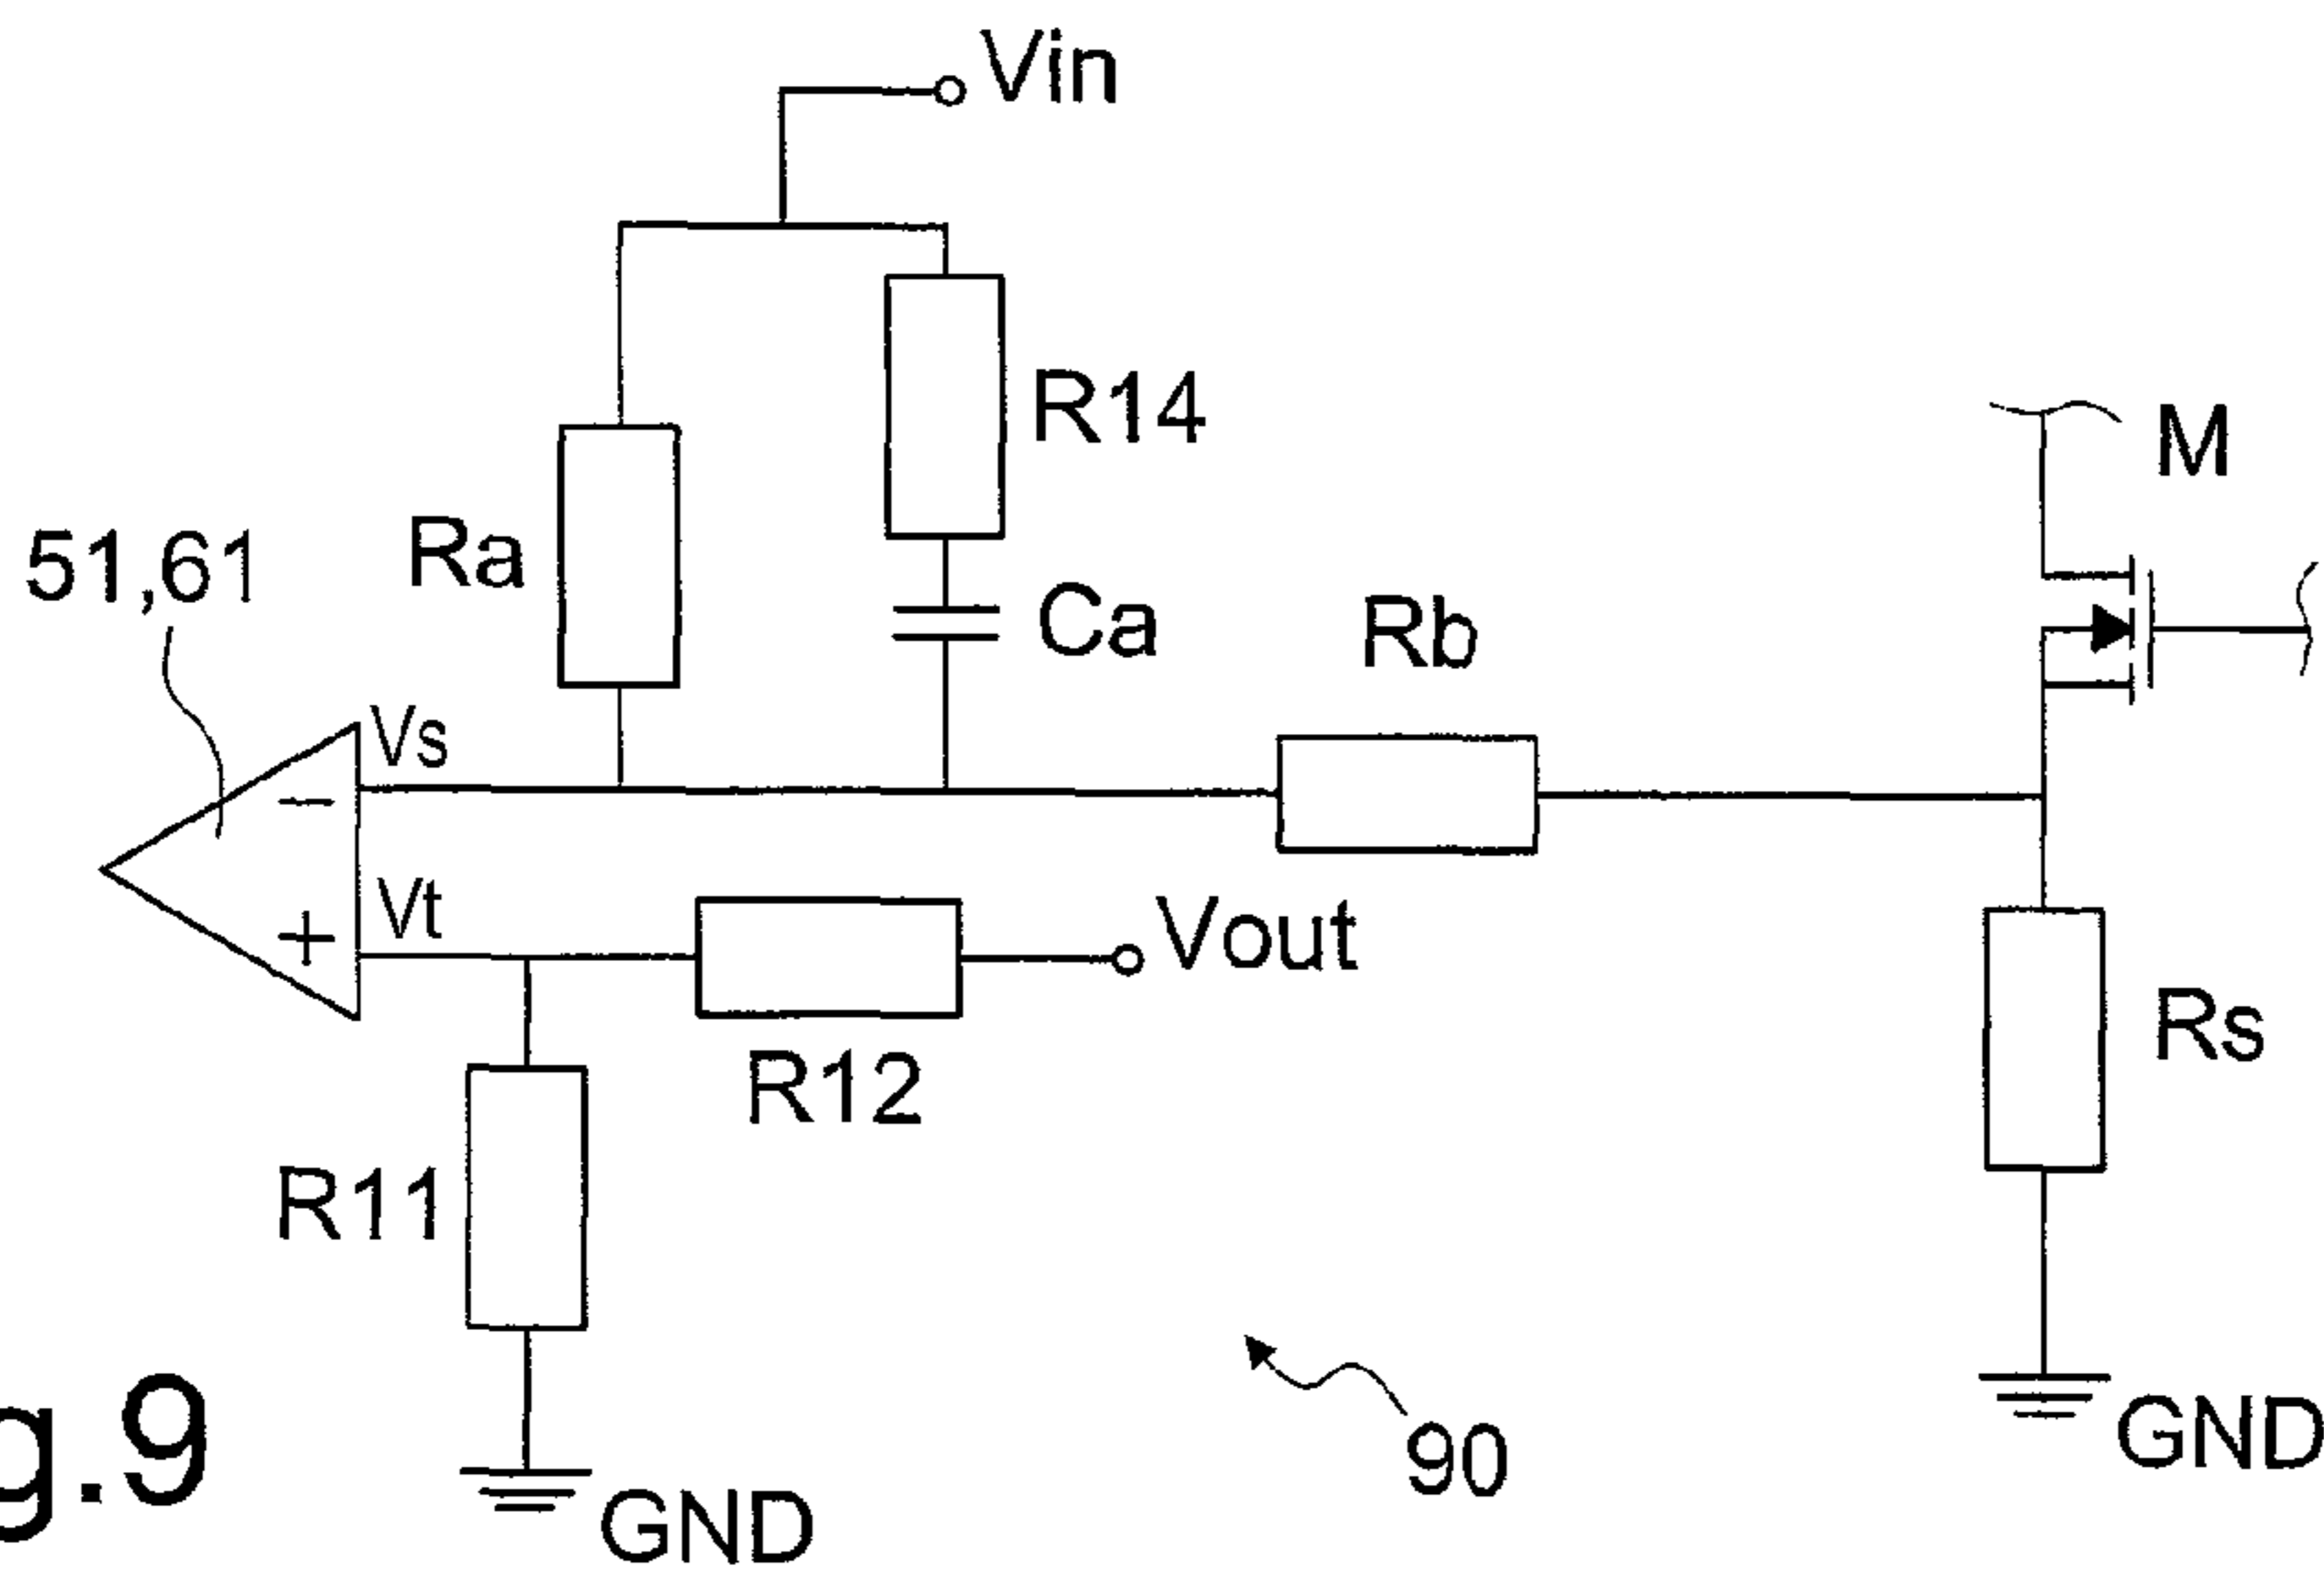 Vin
R14
M
Ra
51,61
Ca
Rb
Vs
−
Vt
+
Vout
Rs
R12
R11
g.9
90
GND
GND